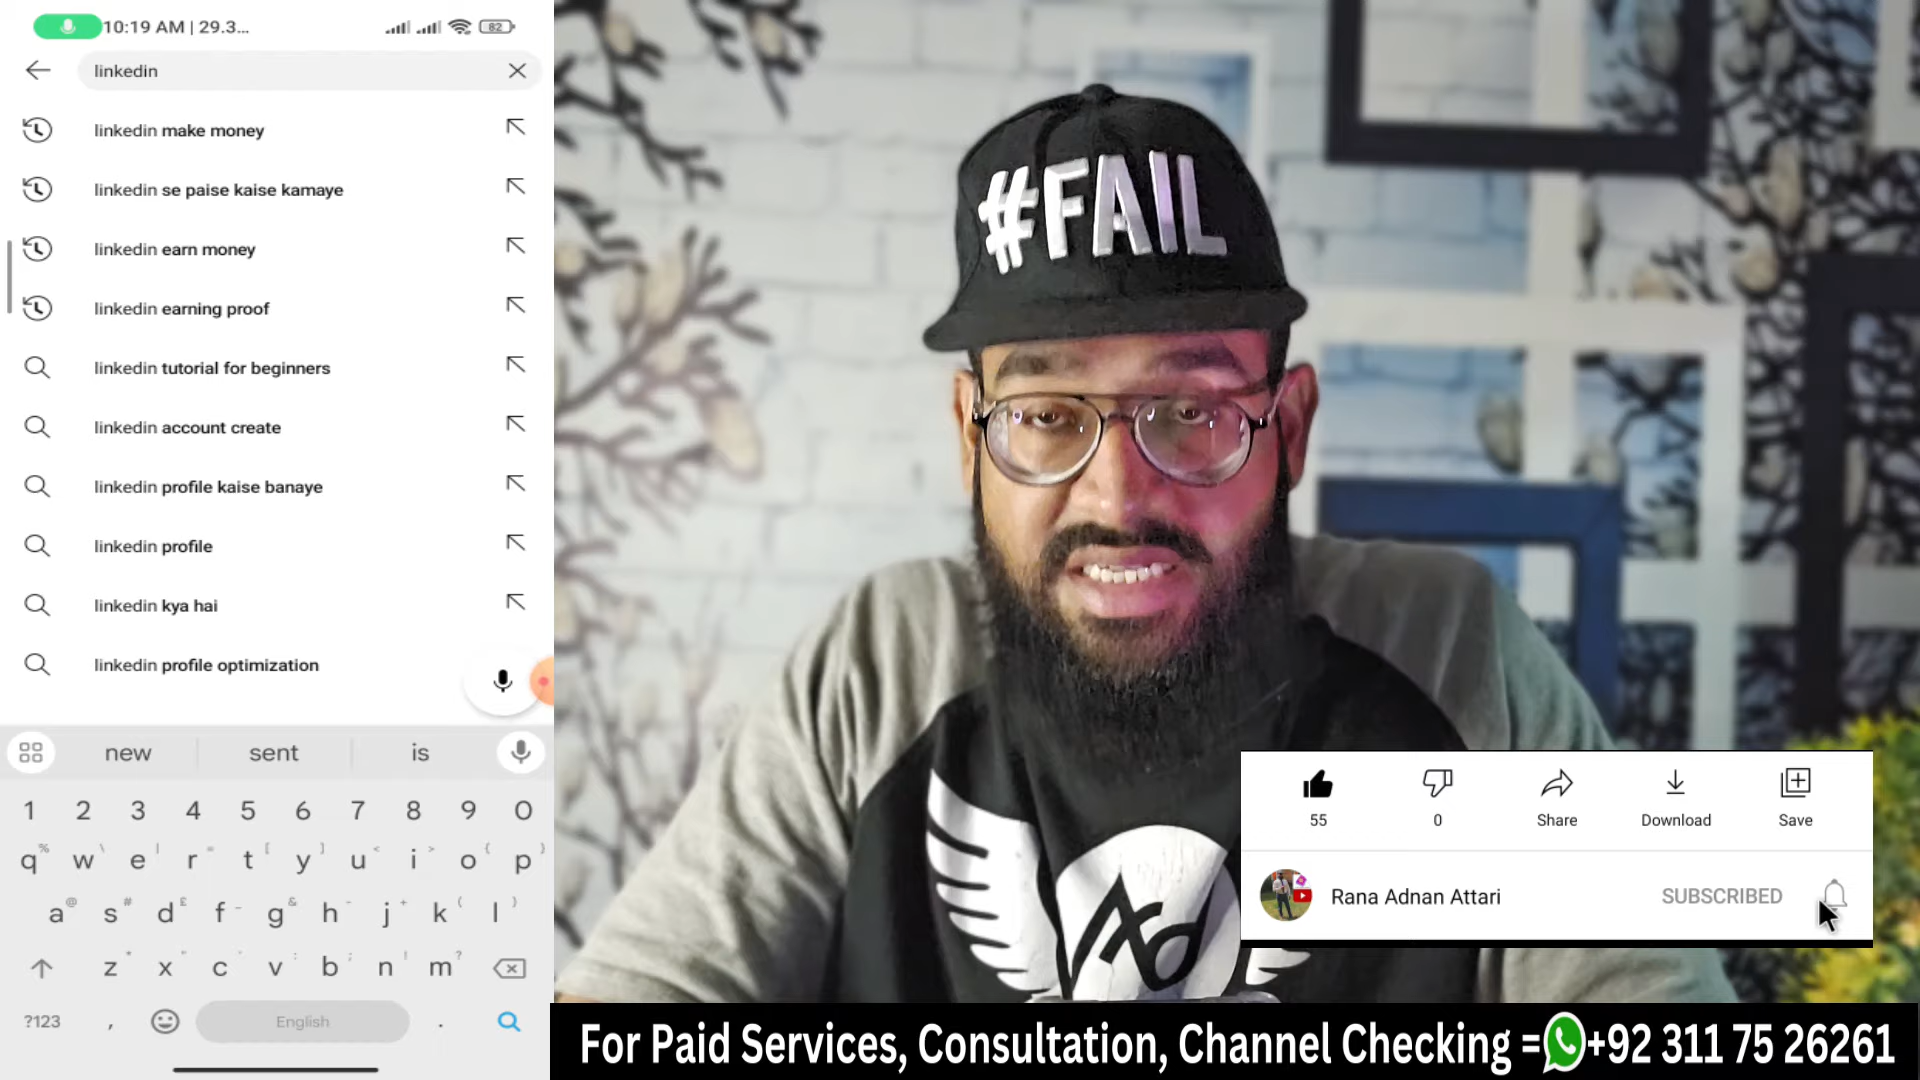 10:19 AM | 29.3...
82
linkedin
linkedin make money
linkedin se paise kaise kamaye
linkedin earn money
linkedin earning proof
linkedin tutorial for beginners
linkedin account create
linkedin profile kaise banaye
linkedin profile
linkedin kya hai
linkedin profile optimization
new sent is
1 2 3 4 5 6 7 8 9 0
q w e r t y u i o p
a s d f g h j k l
z x c v b n m
?123 , English .
#FAIL
Ad
55 0 Share Download Save
Rana Adnan Attari SUBSCRIBED
For Paid Services, Consultation, Channel Checking = +92 311 75 26261